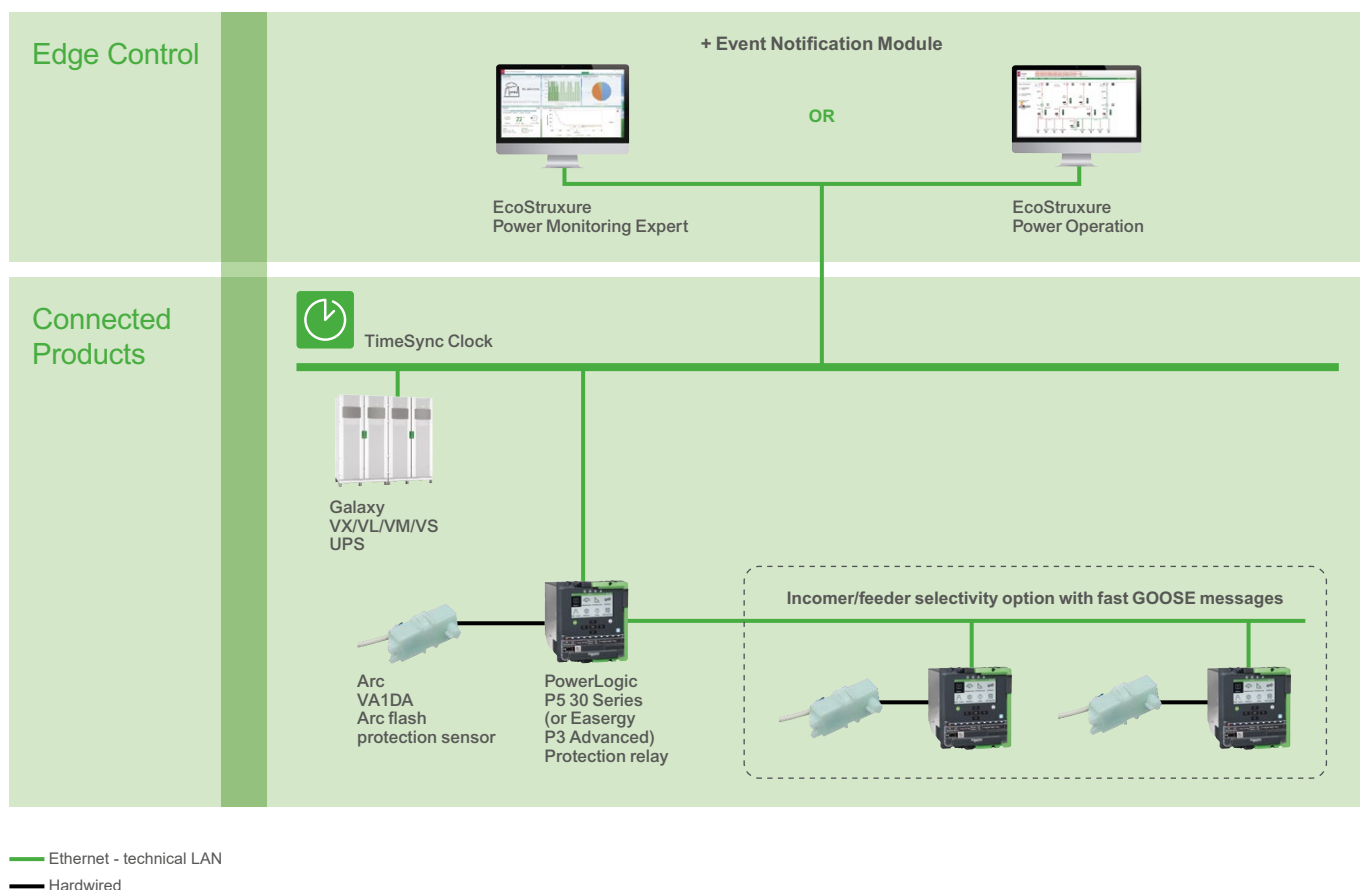 Edge Control
+ Event Notification Module
OR
EcoStruxure
Power Monitoring Expert
EcoStruxure
Power Operation
Connected
Products
TimeSync Clock
Galaxy
VX/VL/VM/VS
UPS
Incomer/feeder selectivity option with fast GOOSE messages
Arc
VA1DA
Arc flash
protection sensor
PowerLogic
P5 30 Series
(or Easergy
P3 Advanced)
Protection relay
Ethernet - technical LAN
Hardwired